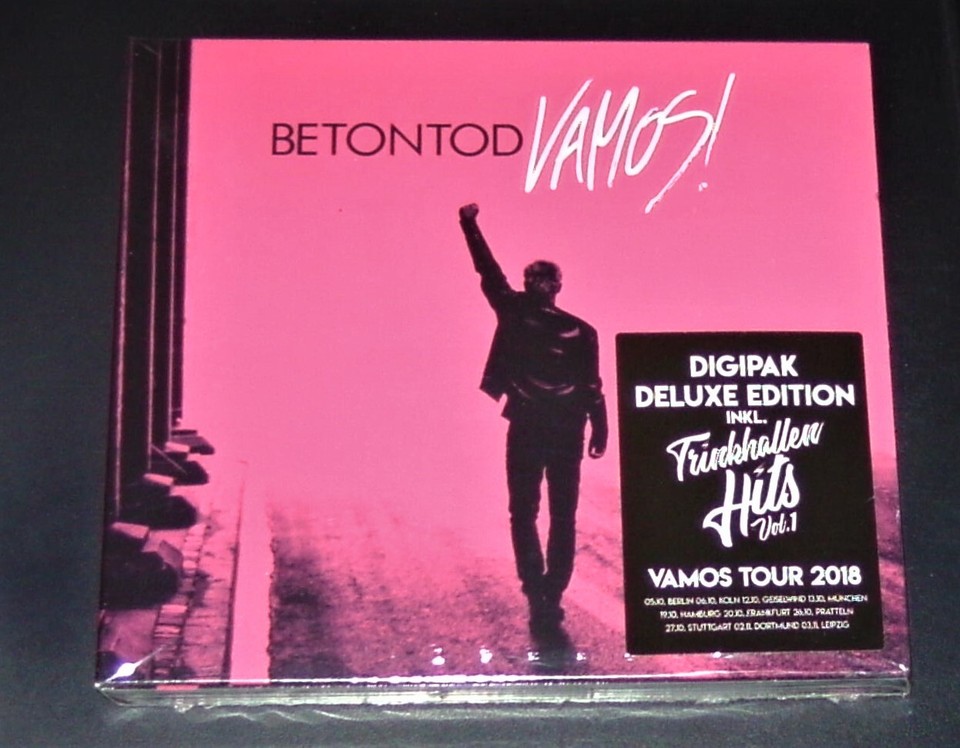 BETONTOD VAMOS!
DIGIPAK
DELUXE EDITION
INKL.
Trinkhallen
Hits
Vol.1
VAMOS TOUR 2018
05.10. BERLIN 06.10. KÖLN 12.10. GEISELWIND 13.10. MÜNCHEN
19.10. HAMBURG 20.10. FRANKFURT 26.10. PRATTELN
27.10. STUTTGART 02.11. DORTMUND 03.11. LEIPZIG